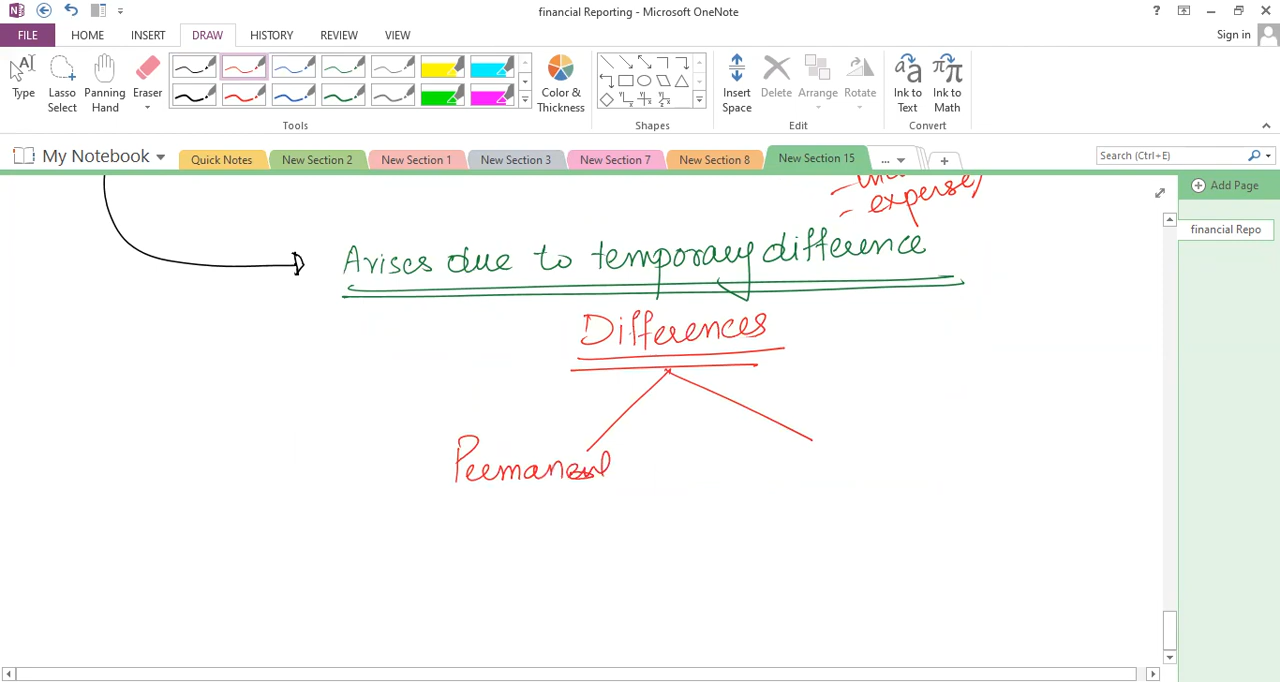 financial Reporting - Microsoft OneNote
?
FILE HOME INSERT DRAW HISTORY REVIEW VIEW Sign in
Type Lasso Select Panning Hand Eraser Color & Thickness Insert Space Delete Arrange Rotate Ink to Text Ink to Math
Tools Shapes Edit Convert
My Notebook Quick Notes New Section 2 New Section 1 New Section 3 New Section 7 New Section 8 New Section 15 ... + Search (Ctrl+E)
Add Page
financial Repo
- expense/
Arises due to temporary difference
Differences